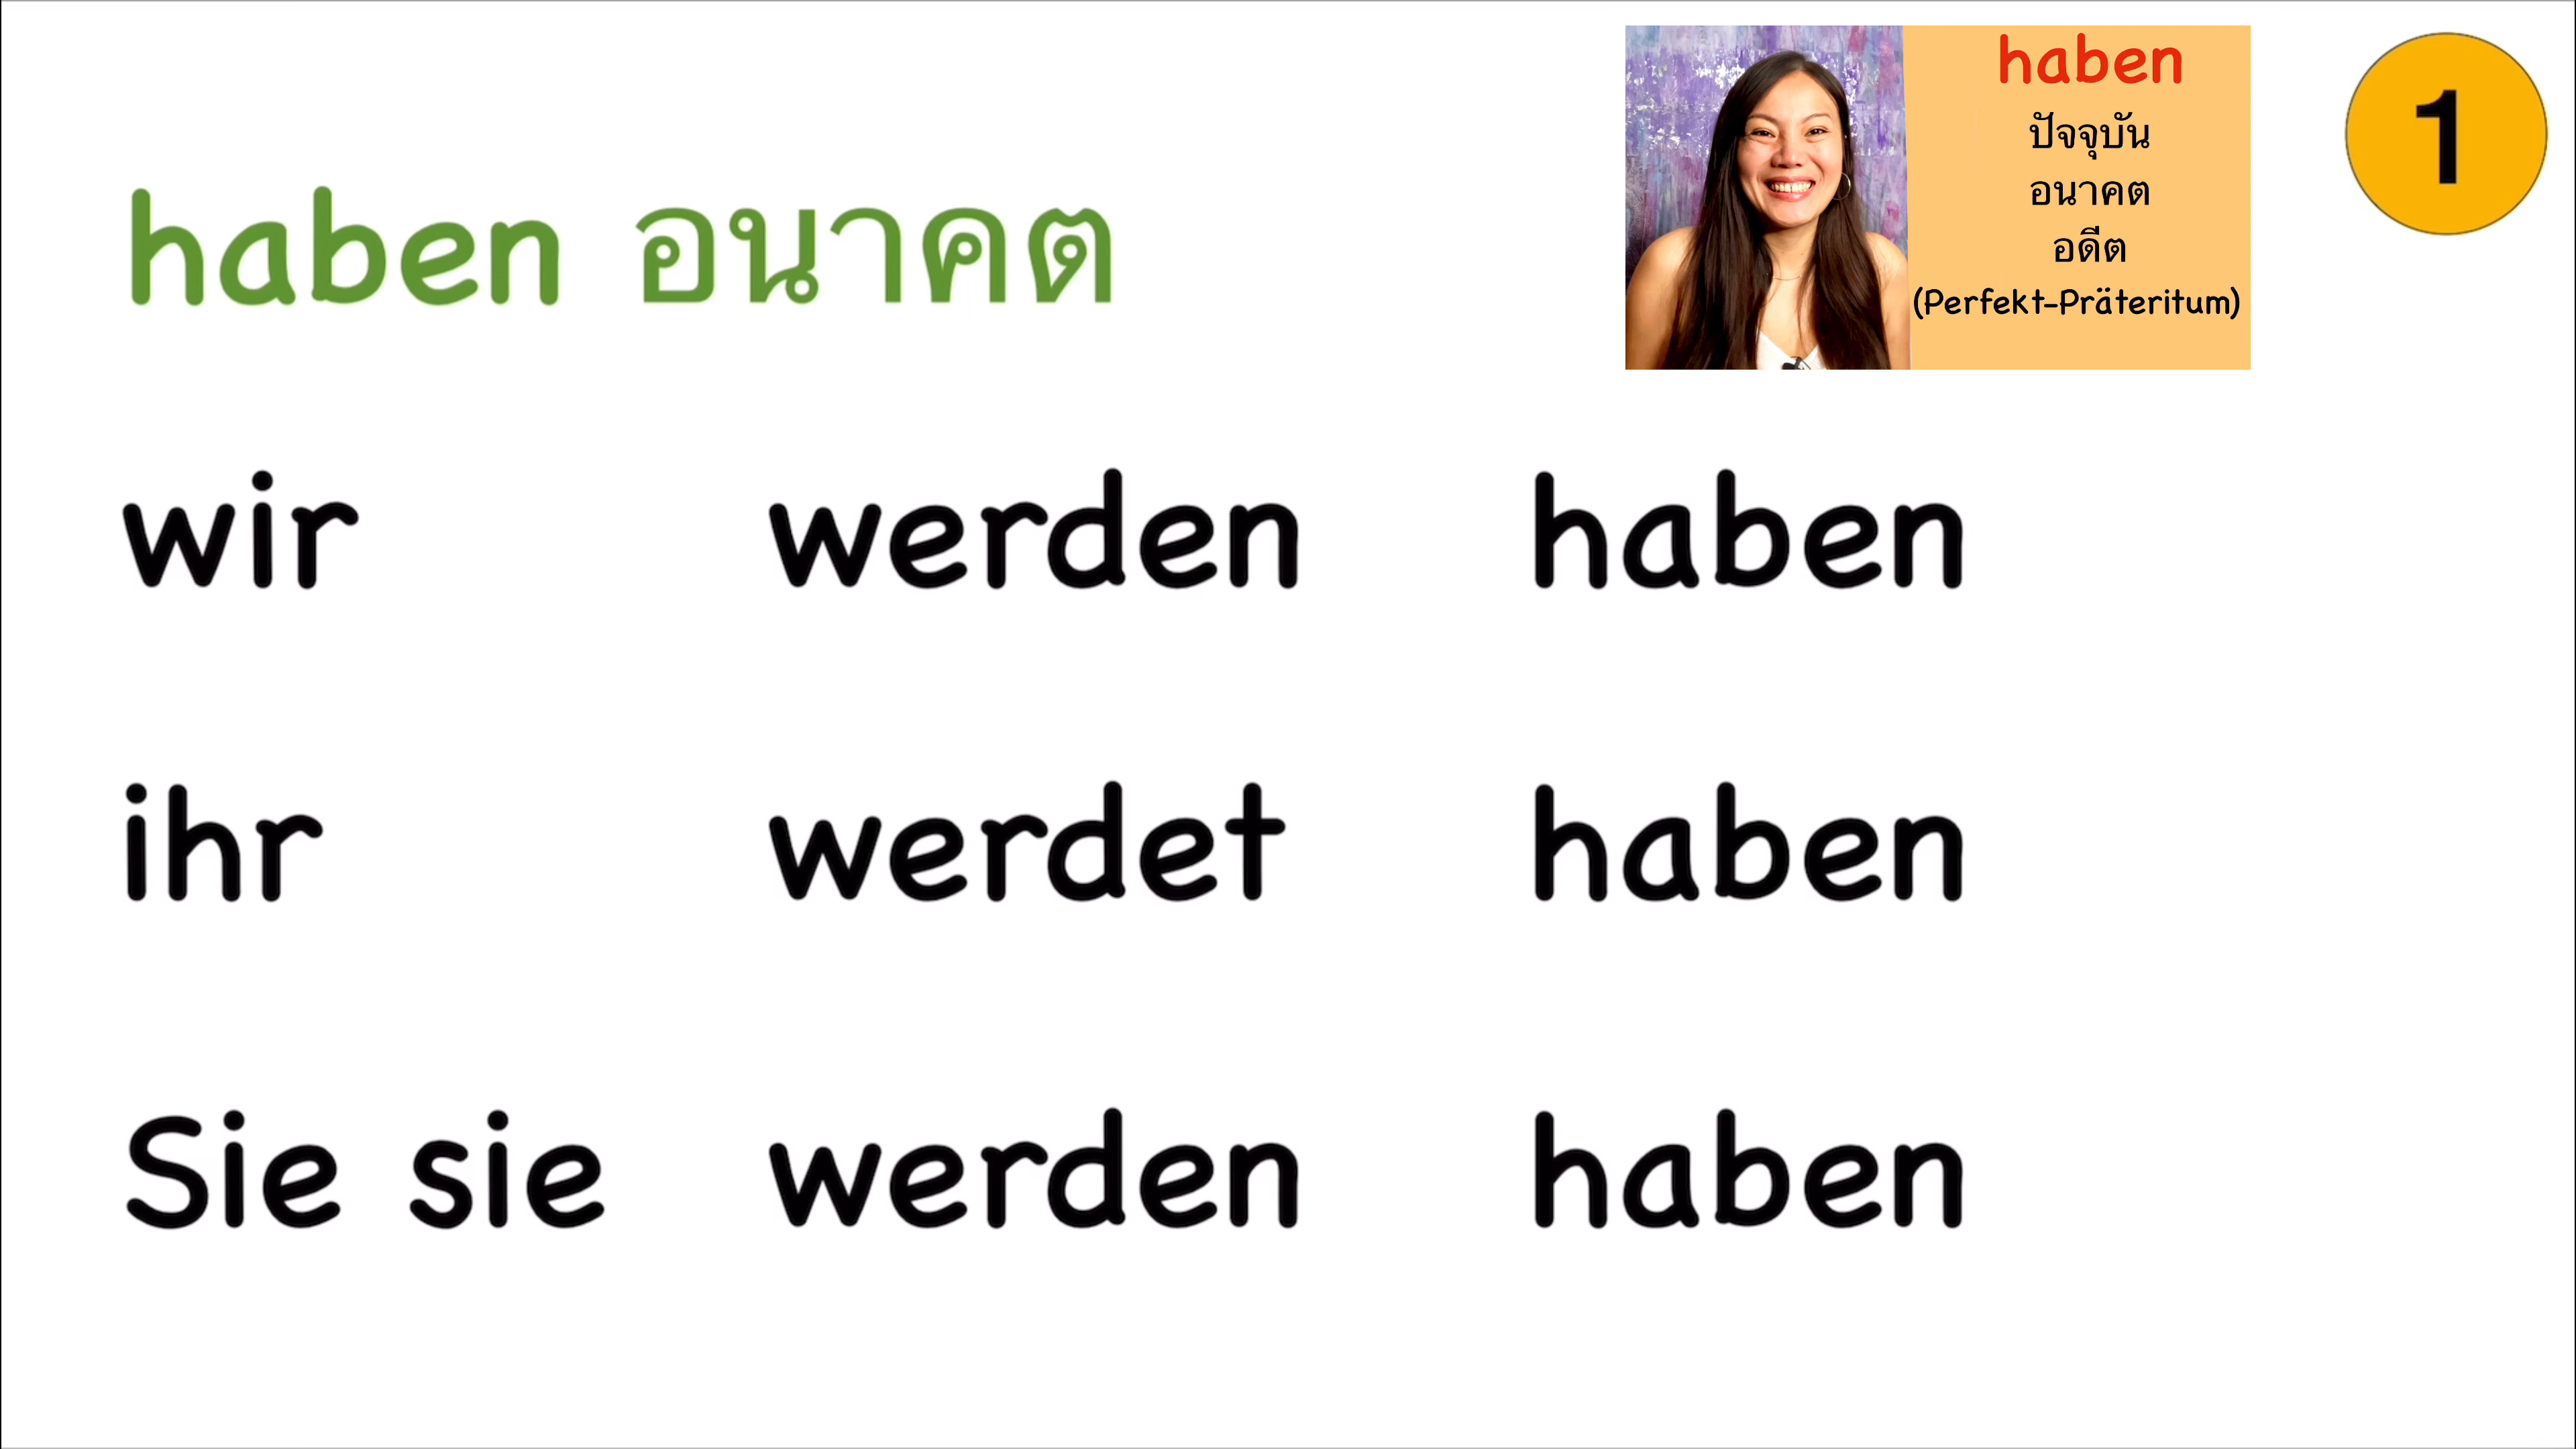 haben อนาคต
haben
ปัจจุบัน
อนาคต
อดีต
(Perfekt-Präteritum)
1
wir werden haben
ihr werdet haben
Sie sie werden haben